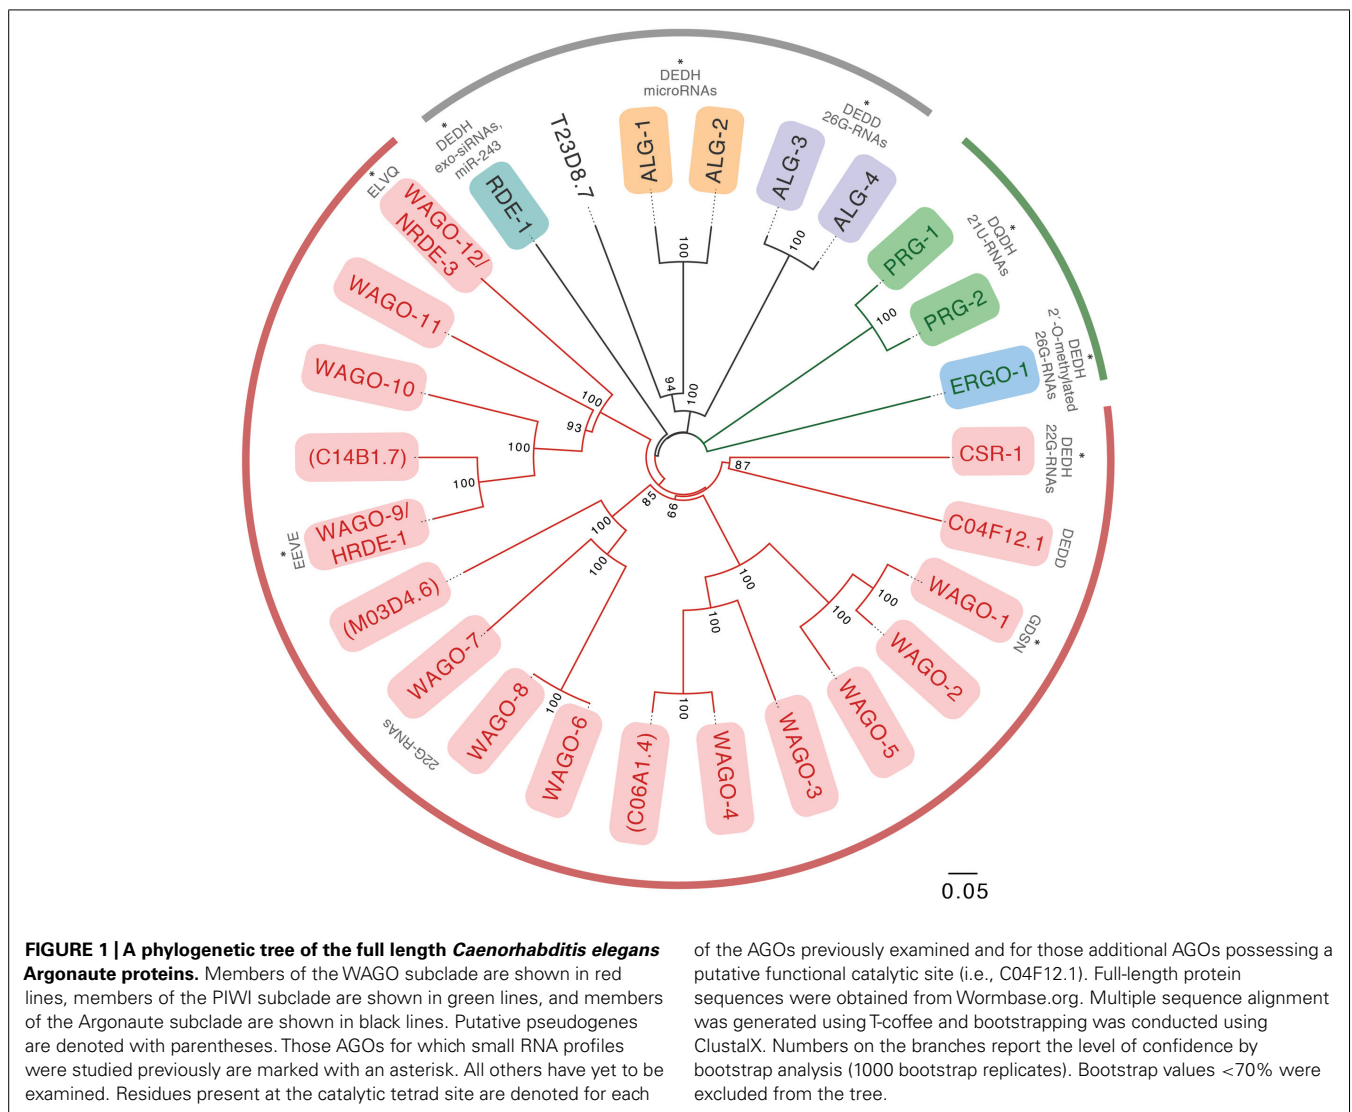 *
DEDH
microRNAs
*
DEDD
26G-RNAs
*
DEDH
exo-siRNAs,
miR-243
*
ELVQ
T23D8.7
ALG-1
ALG-2
ALG-3
ALG-4
RDE-1
WAGO-12/
NRDE-3
PRG-1
*
DQDH
21U-RNAs
PRG-2
ERGO-1
*
DEDH
2´-O-methylated
26G-RNAs
WAGO-11
WAGO-10
(C14B1.7)
WAGO-9/
HRDE-1
*
EEVE
(M03D4.6)
WAGO-7
22G-RNAs
WAGO-8
WAGO-6
(C06A1.4)
WAGO-4
WAGO-3
WAGO-5
WAGO-2
WAGO-1
*
GDSN
C04F12.1
DEDD
CSR-1
*
DEDH
22G-RNAs
100
100
100
94
100
100
93
100
100
87
85
66
100
100
100
100
100
100
100
100
0.05
FIGURE 1 | A phylogenetic tree of the full length Caenorhabditis elegans
Argonaute proteins. Members of the WAGO subclade are shown in red
lines, members of the PIWI subclade are shown in green lines, and members
of the Argonaute subclade are shown in black lines. Putative pseudogenes
are denoted with parentheses. Those AGOs for which small RNA profiles
were studied previously are marked with an asterisk. All others have yet to be
examined. Residues present at the catalytic tetrad site are denoted for each
of the AGOs previously examined and for those additional AGOs possessing a
putative functional catalytic site (i.e., C04F12.1). Full-length protein
sequences were obtained from Wormbase.org. Multiple sequence alignment
was generated using T-coffee and bootstrapping was conducted using
ClustalX. Numbers on the branches report the level of confidence by
bootstrap analysis (1000 bootstrap replicates). Bootstrap values <70% were
excluded from the tree.